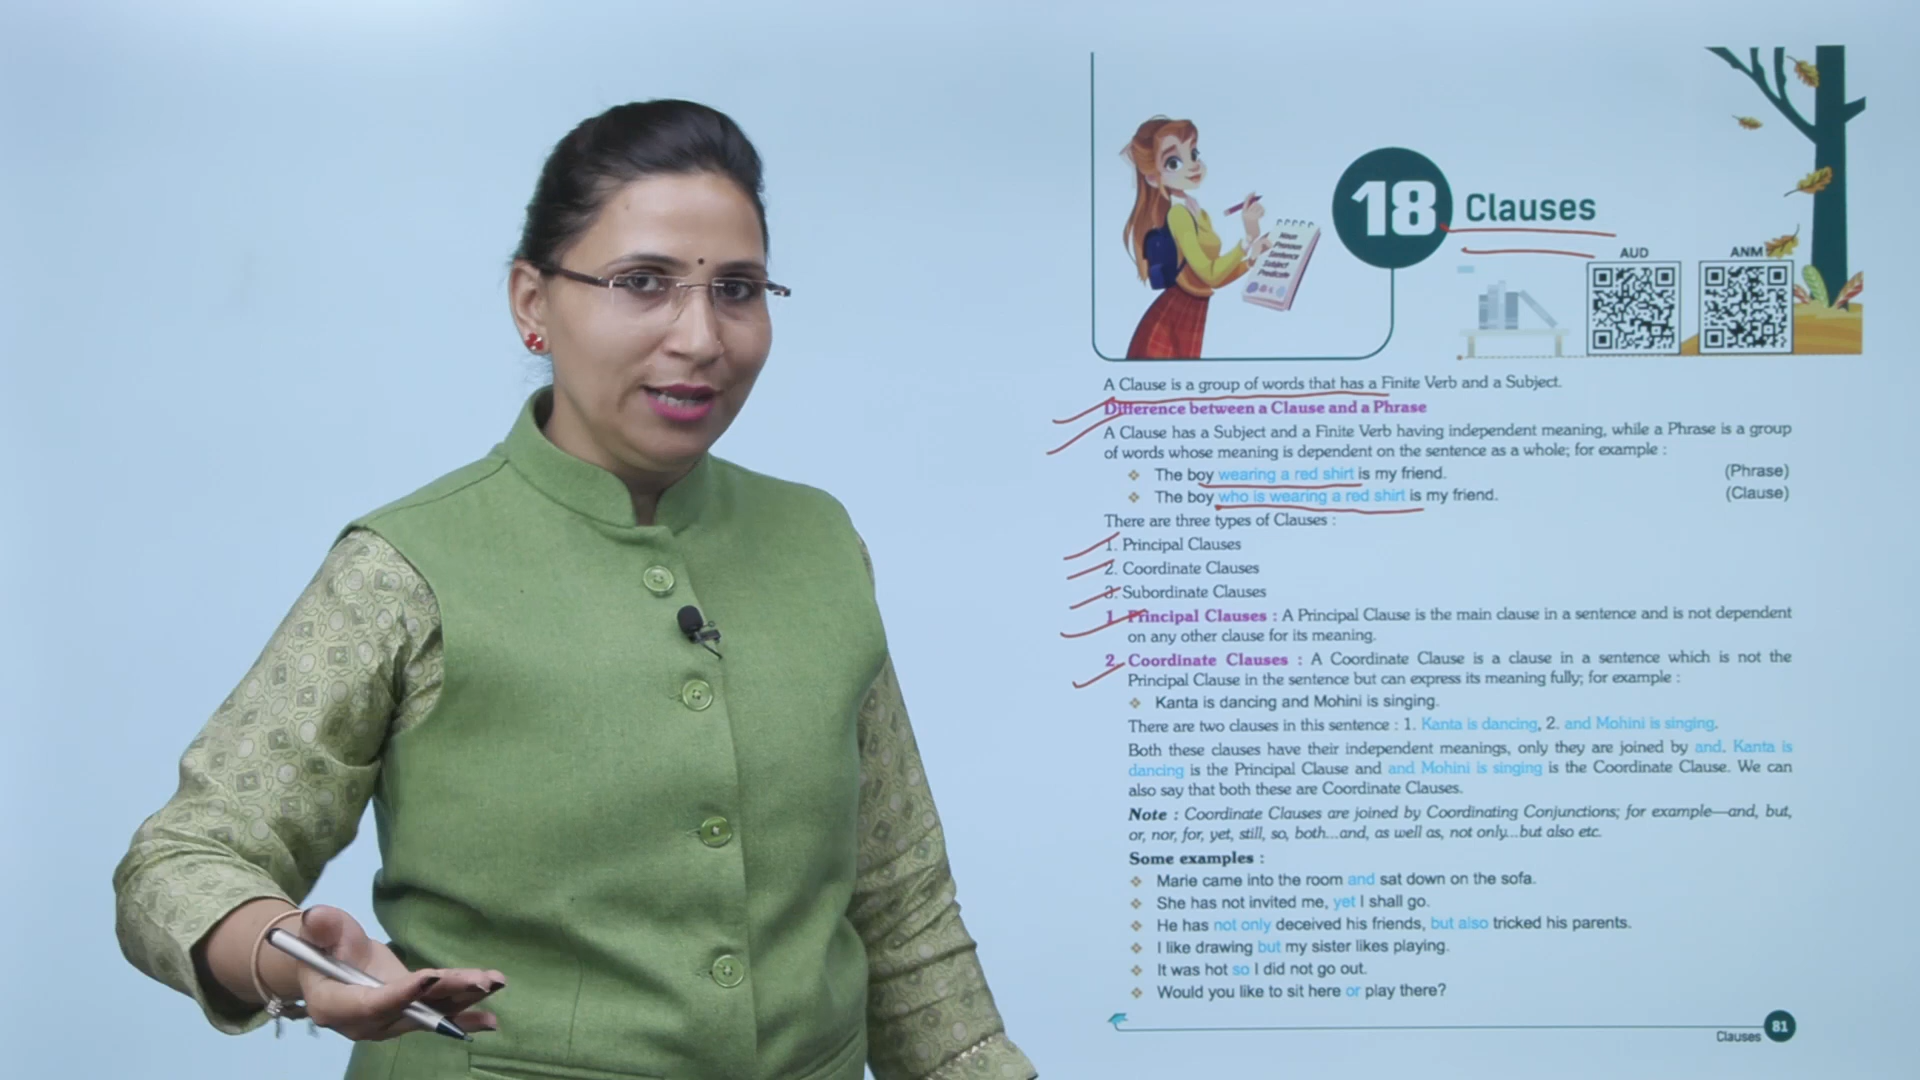 Noun
Pronoun
Sentence
Subject
Predicate
18 Clauses
AUD
ANM
A Clause is a group of words that has a Finite Verb and a Subject.
Difference between a Clause and a Phrase
A Clause has a Subject and a Finite Verb having independent meaning, while a Phrase is a group
of words whose meaning is dependent on the sentence as a whole; for example :
❖ The boy wearing a red shirt is my friend. (Phrase)
❖ The boy who is wearing a red shirt is my friend. (Clause)
There are three types of Clauses :
1. Principal Clauses
2. Coordinate Clauses
3. Subordinate Clauses
1. Principal Clauses : A Principal Clause is the main clause in a sentence and is not dependent
on any other clause for its meaning.
2. Coordinate Clauses : A Coordinate Clause is a clause in a sentence which is not the
Principal Clause in the sentence but can express its meaning fully; for example :
❖ Kanta is dancing and Mohini is singing.
There are two clauses in this sentence : 1. Kanta is dancing, 2. and Mohini is singing.
Both these clauses have their independent meanings, only they are joined by and. Kanta is
dancing is the Principal Clause and and Mohini is singing is the Coordinate Clause. We can
also say that both these are Coordinate Clauses.
Note : Coordinate Clauses are joined by Coordinating Conjunctions; for example—and, but,
or, nor, for, yet, still, so, both...and, as well as, not only...but also etc.
Some examples :
❖ Marie came into the room and sat down on the sofa.
❖ She has not invited me, yet I shall go.
❖ He has not only deceived his friends, but also tricked his parents.
❖ I like drawing but my sister likes playing.
❖ It was hot so I did not go out.
❖ Would you like to sit here or play there?
Clauses 81